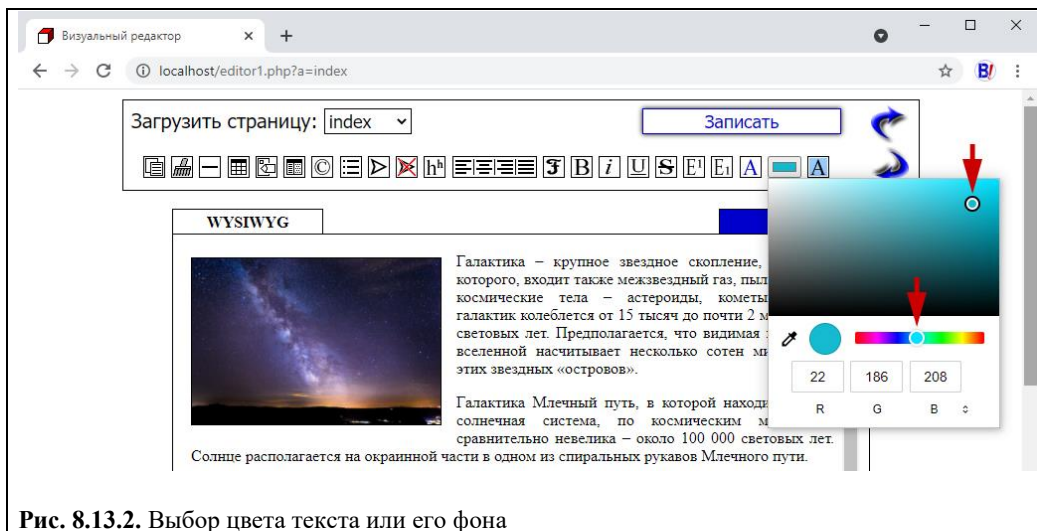 Визуальный редактор
localhost/editor1.php?a=index
B!
Загрузить страницу: index
Записать
© hʰ 𝕱 B i U S E¹ E₁ A A
WYSIWYG
Галактика – крупное звездное скопление,
которого, входит также межзвездный газ, пыл
космические тела – астероиды, кометы
галактик колеблется от 15 тысяч до почти 2 м
световых лет. Предполагается, что видимая
вселенной насчитывает несколько сотен ми
этих звездных «островов».
Галактика Млечный путь, в которой наход
солнечная система, по космическим м
сравнительно невелика – около 100 000 световых лет.
Солнце располагается на окраинной части в одном из спиральных рукавов Млечного пути.
22 186 208
R G B
Рис. 8.13.2. Выбор цвета текста или его фона